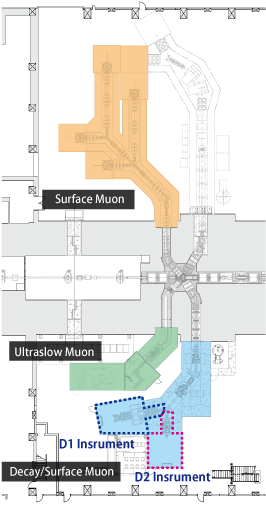 Surface Muon
Ultraslow Muon
D1 Insrument
Decay/Surface Muon
D2 Insrument